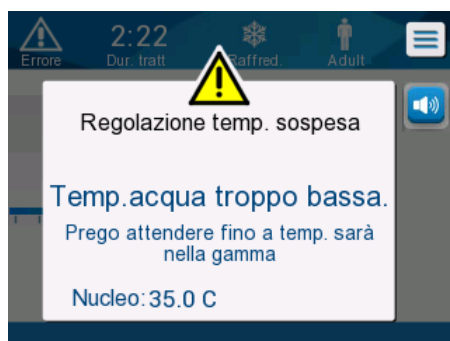 2:22
Errore
Dur. tratt
Raffred.
Adult
Regolazione temp. sospesa
Temp.acqua troppo bassa.
Prego attendere fino a temp. sarà
nella gamma
Nucleo: 35.0 C